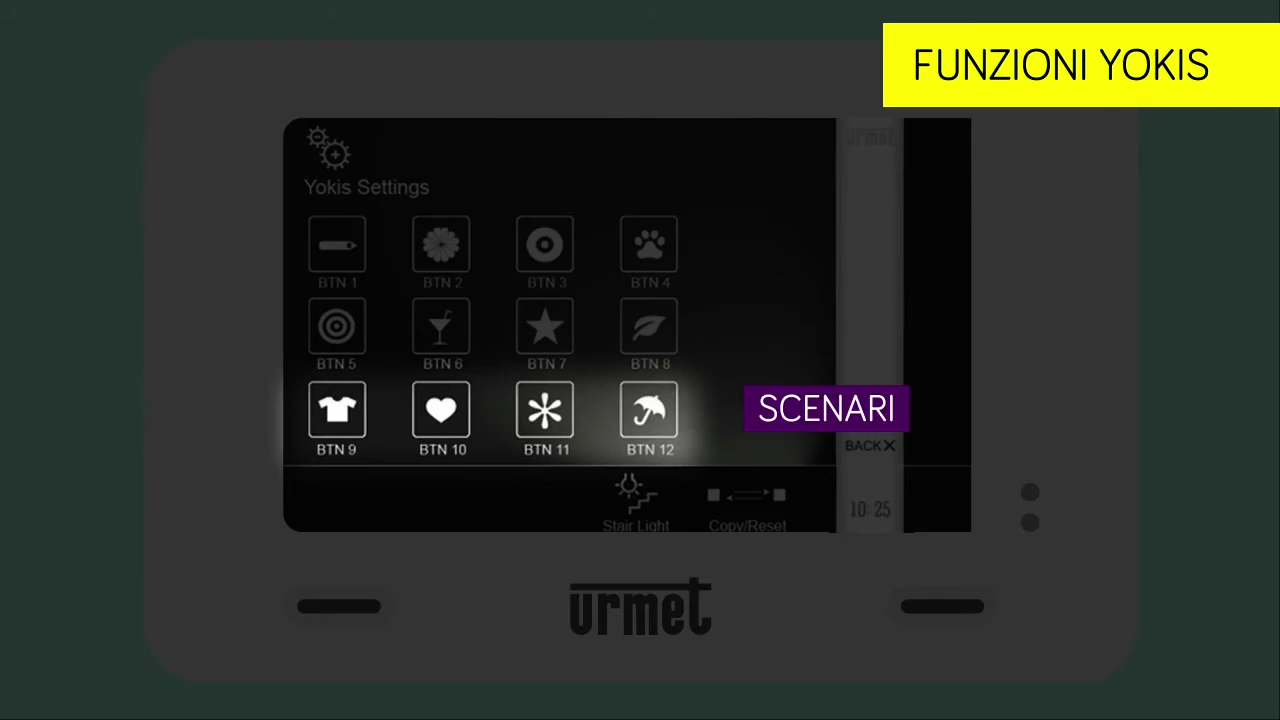 FUNZIONI YOKIS
urmet
Yokis Settings
BTN 1
BTN 2
BTN 3
BTN 4
BTN 5
BTN 6
BTN 7
BTN 8
BTN 9
BTN 10
BTN 11
BTN 12
SCENARI
BACK X
10:25
Stair Light
Copy/Reset
urmet